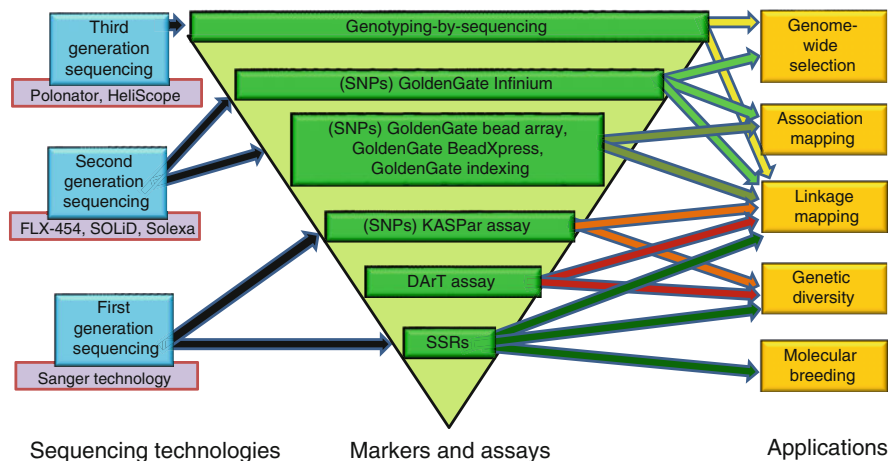 Third
generation
sequencing
Polonator, HeliScope
Second
generation
sequencing
FLX-454, SOLiD, Solexa
First
generation
sequencing
Sanger technology
Sequencing technologies
Genotyping-by-sequencing
(SNPs) GoldenGate Infinium
(SNPs) GoldenGate bead array,
GoldenGate BeadXpress,
GoldenGate indexing
(SNPs) KASPar assay
DArT assay
SSRs
Markers and assays
Genome-
wide
selection
Association
mapping
Linkage
mapping
Genetic
diversity
Molecular
breeding
Applications